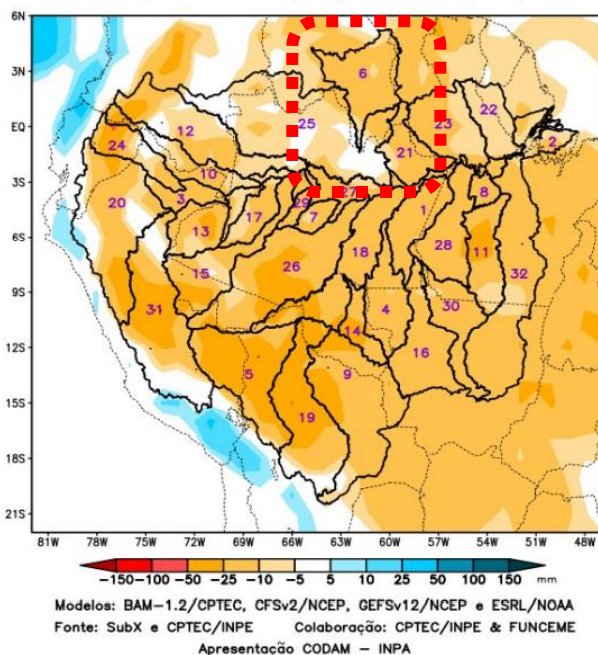 6N
3N
EQ
3S
6S
9S
12S
15S
18S
21S
6
25
12
22
23
24
2
21
10
27
8
20
3
29
17
7
1
13
18
28
11
15
26
32
31
4
30
14
16
5
9
19
81W 78W 75W 72W 69W 66W 63W 60W 57W 54W 51W 48W
-150 -100 -50 -25 -10 -5 5 10 25 50 100 150 mm
Modelos: BAM-1.2/CPTEC, CFSv2/NCEP, GEFSv12/NCEP e ESRL/NOAA
Fonte: SubX e CPTEC/INPE Colaboração: CPTEC/INPE & FUNCEME
Apresentação CODAM - INPA